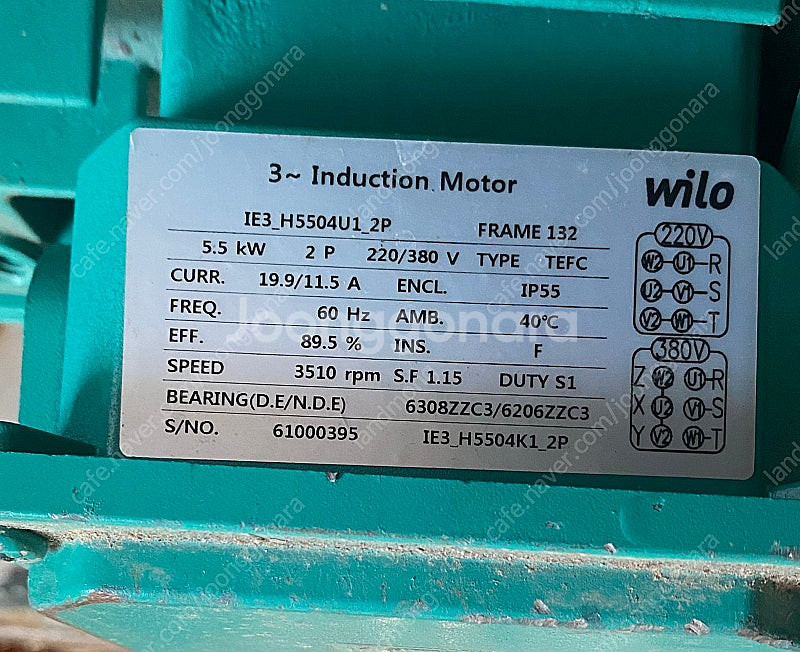 3~ Induction Motor
wilo
IE3_H5504U1_2P FRAME 132
5.5 kW 2 P 220/380 V TYPE TEFC
CURR. 19.9/11.5 A ENCL. IP55
FREQ. 60 Hz AMB. 40℃
EFF. 89.5 % INS. F
SPEED 3510 rpm S.F 1.15 DUTY S1
BEARING(D.E/N.D.E) 6308ZZC3/6206ZZC3
S/NO. 61000395 IE3_H5504K1_2P
220V
W2 U1 R
U2 V1 S
V2 W1 T
380V
Z W2 U1 R
X U2 V1 S
Y V2 W1 T
Joonggonara
cafe.naver.com/joonggonara